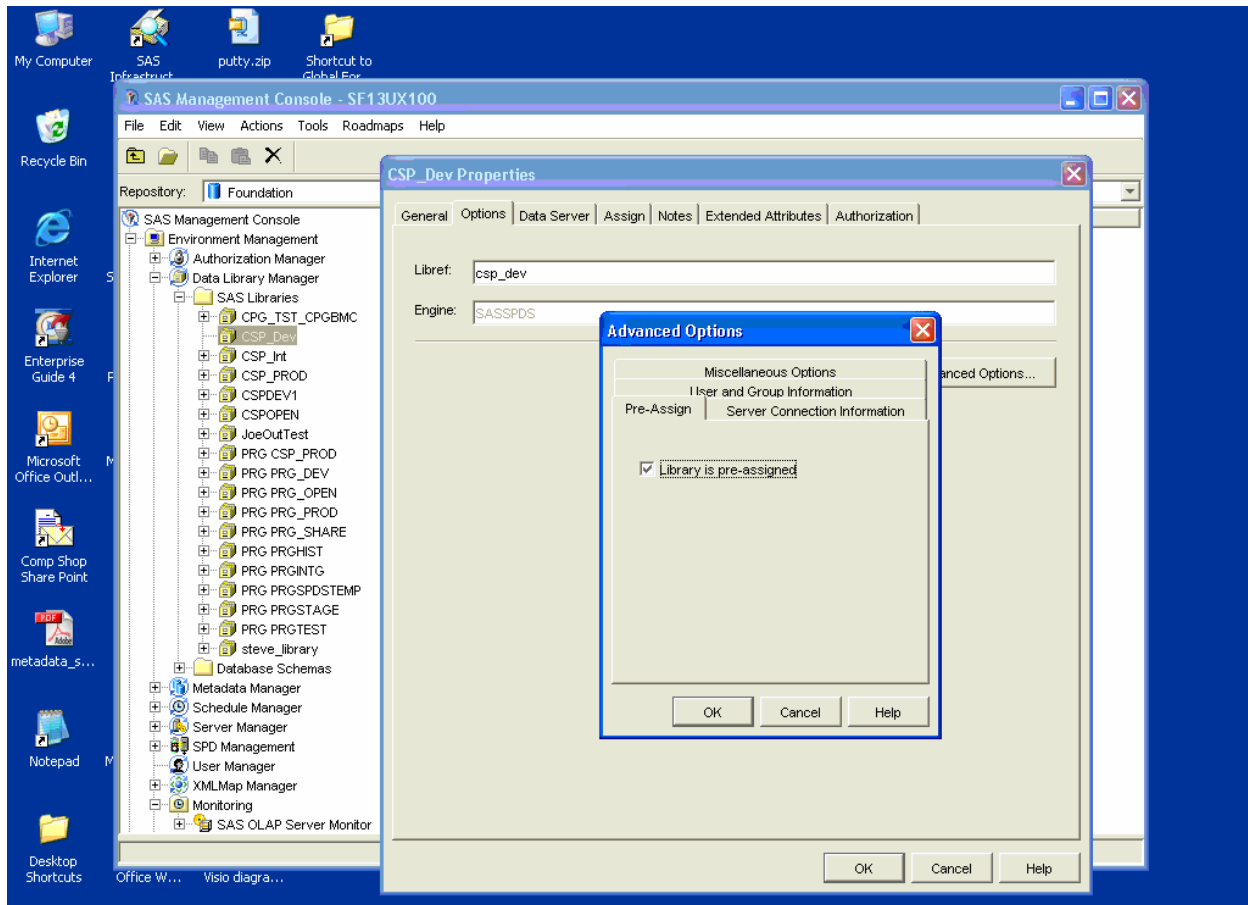 My Computer
SAS
Infrastruct
putty.zip
Shortcut to
Global For
Recycle Bin
Internet
Explorer
S
Enterprise
Guide 4
F
Microsoft
Office Outl...
M
Comp Shop
Share Point
PDF
Adobe
metadata_s...
Notepad
M
Desktop
Shortcuts
Office W...
Visio diagra...
SAS Management Console - SF13UX100
File Edit View Actions Tools Roadmaps Help
Repository: Foundation
SAS Management Console
Environment Management
Authorization Manager
Data Library Manager
SAS Libraries
CPG_TST_CPGBMC
CSP_Dev
CSP_Int
CSP_PROD
CSPDEV1
CSPOPEN
JoeOutTest
PRG CSP_PROD
PRG PRG_DEV
PRG PRG_OPEN
PRG PRG_PROD
PRG PRG_SHARE
PRG PRGHIST
PRG PRGINTG
PRG PRGSPDSTEMP
PRG PRGSTAGE
PRG PRGTEST
steve_library
Database Schemas
Metadata Manager
Schedule Manager
Server Manager
SPD Management
User Manager
XMLMap Manager
Monitoring
SAS OLAP Server Monitor
CSP_Dev Properties
General Options Data Server Assign Notes Extended Attributes Authorization
Libref: csp_dev
Engine: SASSPDS
anced Options...
Advanced Options
Miscellaneous Options
User and Group Information
Pre-Assign Server Connection Information
Library is pre-assigned
OK Cancel Help
OK Cancel Help